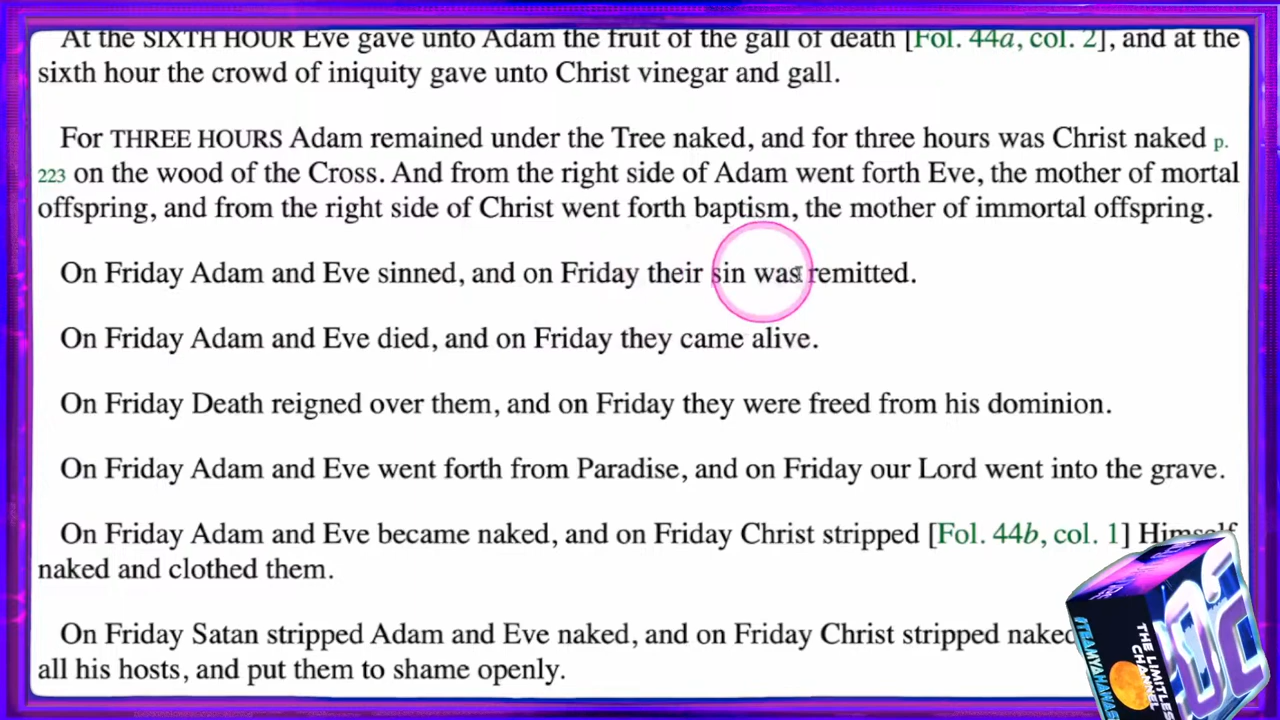 At the SIXTH HOUR Eve gave unto Adam the fruit of the gall of death [Fol. 44a, col. 2], and at the
sixth hour the crowd of iniquity gave unto Christ vinegar and gall.
For THREE HOURS Adam remained under the Tree naked, and for three hours was Christ naked p.
223 on the wood of the Cross. And from the right side of Adam went forth Eve, the mother of mortal
offspring, and from the right side of Christ went forth baptism, the mother of immortal offspring.
On Friday Adam and Eve sinned, and on Friday their sin was remitted.
On Friday Adam and Eve died, and on Friday they came alive.
On Friday Death reigned over them, and on Friday they were freed from his dominion.
On Friday Adam and Eve went forth from Paradise, and on Friday our Lord went into the grave.
On Friday Adam and Eve became naked, and on Friday Christ stripped [Fol. 44b, col. 1] Himself
naked and clothed them.
On Friday Satan stripped Adam and Eve naked, and on Friday Christ stripped naked
all his hosts, and put them to shame openly.
THE LIMITLESS
CHANNEL